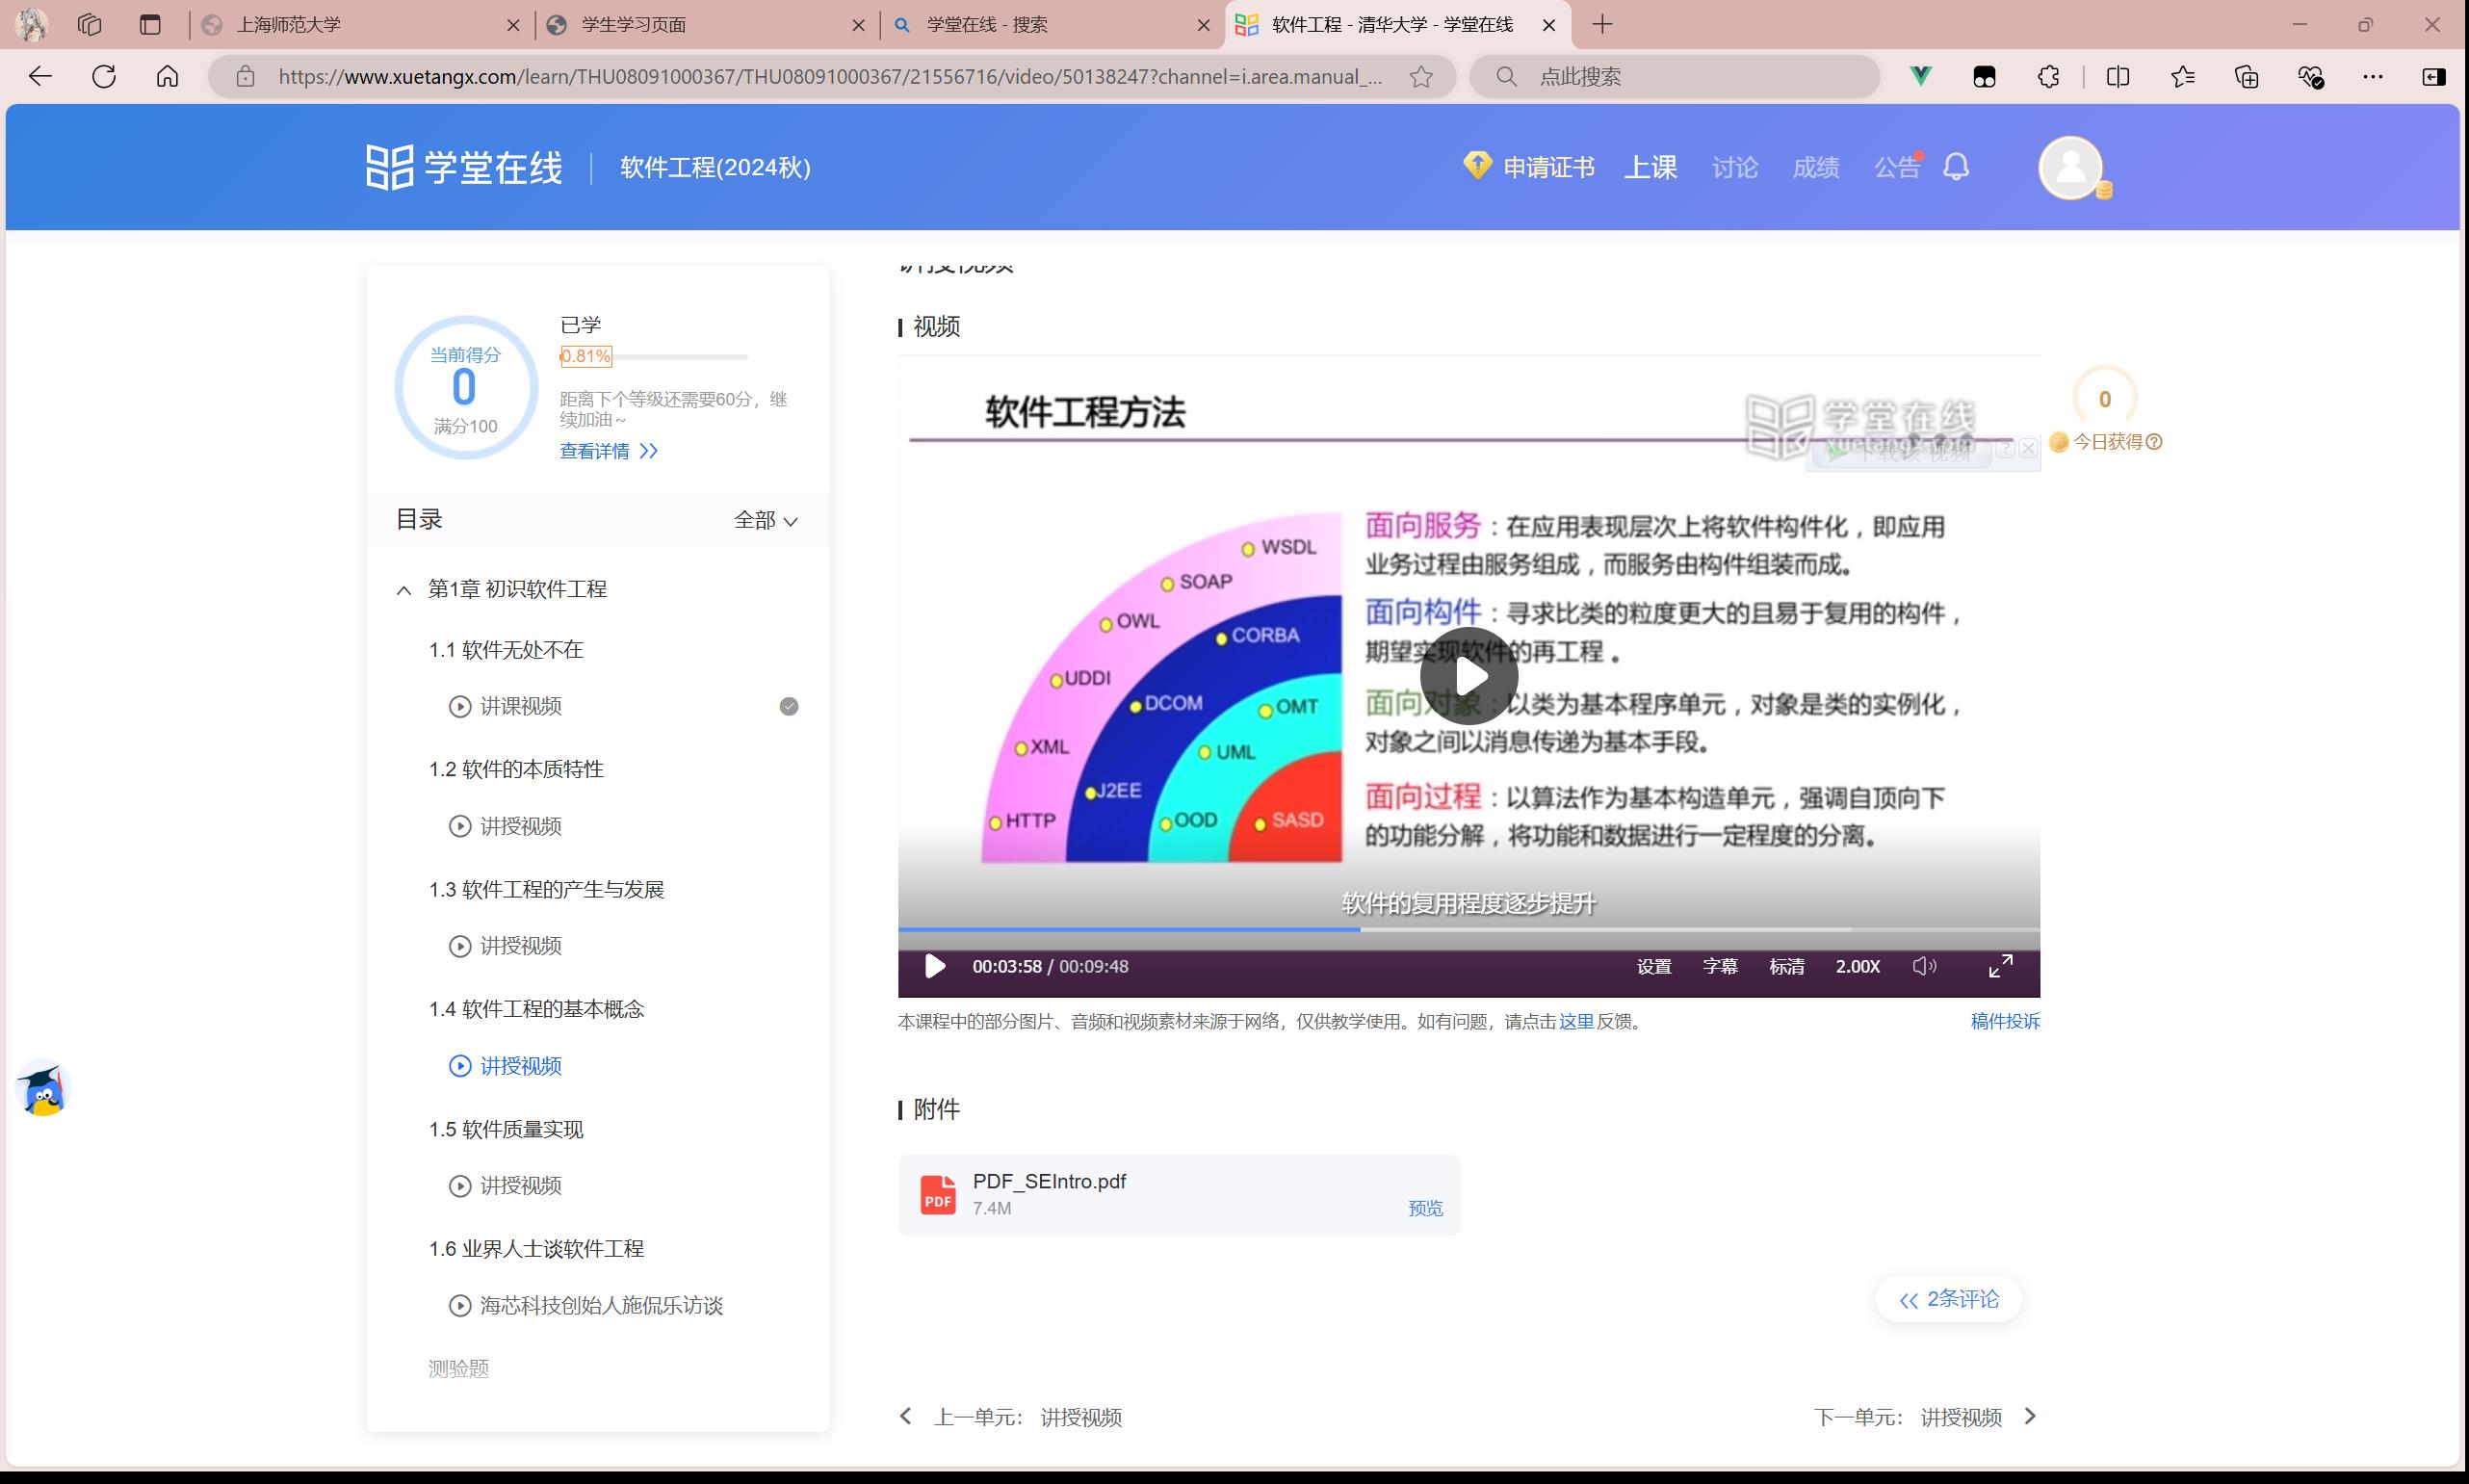 上海师范大学
学生学习页面
学堂在线 - 搜索
软件工程 - 清华大学 - 学堂在线
https://www.xuetangx.com/learn/THU08091000367/THU08091000367/21556716/video/50138247?channel=i.area.manual_...
点此搜索
学堂在线
软件工程(2024秋)
申请证书
上课
讨论
成绩
公告
当前得分
0
满分100
已学
0.81%
距离下个等级还需要60分，继
续加油~
查看详情
目录
全部
第1章 初识软件工程
1.1 软件无处不在
讲课视频
1.2 软件的本质特性
讲授视频
1.3 软件工程的产生与发展
讲授视频
1.4 软件工程的基本概念
讲授视频
1.5 软件质量实现
讲授视频
1.6 业界人士谈软件工程
海芯科技创始人施侃乐访谈
测验题
讲授视频
视频
软件工程方法
学堂在线
xuetangx.com
WSDL
SOAP
OWL
UDDI
XML
HTTP
CORBA
DCOM
J2EE
OMT
UML
OOD
SASD
面向服务：在应用表现层次上将软件构件化，即应用
业务过程由服务组成，而服务由构件组装而成。
面向构件：寻求比类的粒度更大的且易于复用的构件，
期望实现软件的再工程 。
面向对象：以类为基本程序单元，对象是类的实例化，
对象之间以消息传递为基本手段。
面向过程：以算法作为基本构造单元，强调自顶向下
的功能分解，将功能和数据进行一定程度的分离。
软件的复用程度逐步提升
00:03:58 / 00:09:48
设置
字幕
标清
2.00X
0
今日获得
本课程中的部分图片、音频和视频素材来源于网络，仅供教学使用。如有问题，请点击这里反馈。
稿件投诉
附件
PDF
PDF_SEIntro.pdf
7.4M
预览
2条评论
上一单元： 讲授视频
下一单元： 讲授视频